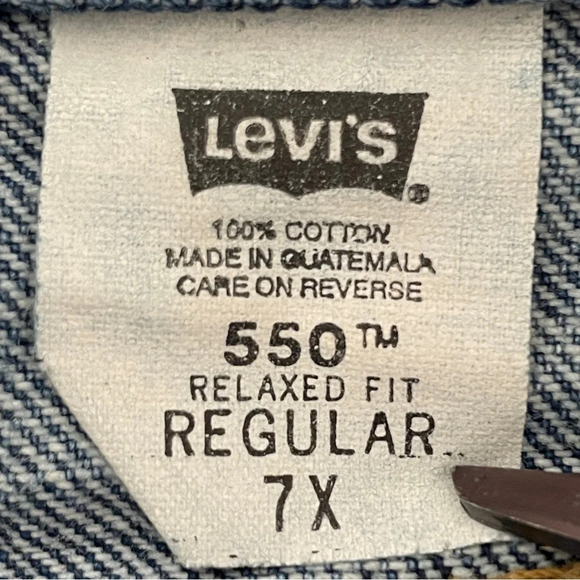 Levi's ®
100% COTTON
MADE IN GUATEMALA
CARE ON REVERSE
550™
RELAXED FIT
REGULAR
7X